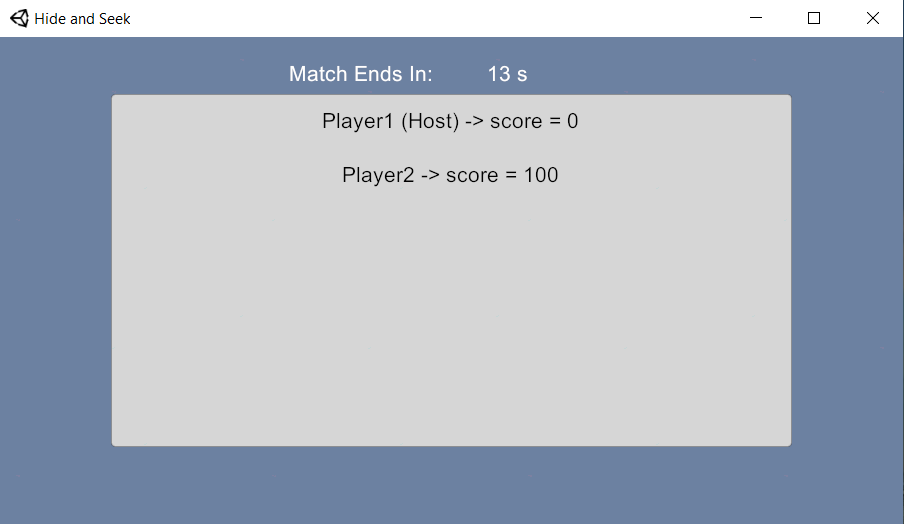 Hide and Seek
Match Ends In: 13 s
Player1 (Host) -> score = 0
Player2 -> score = 100